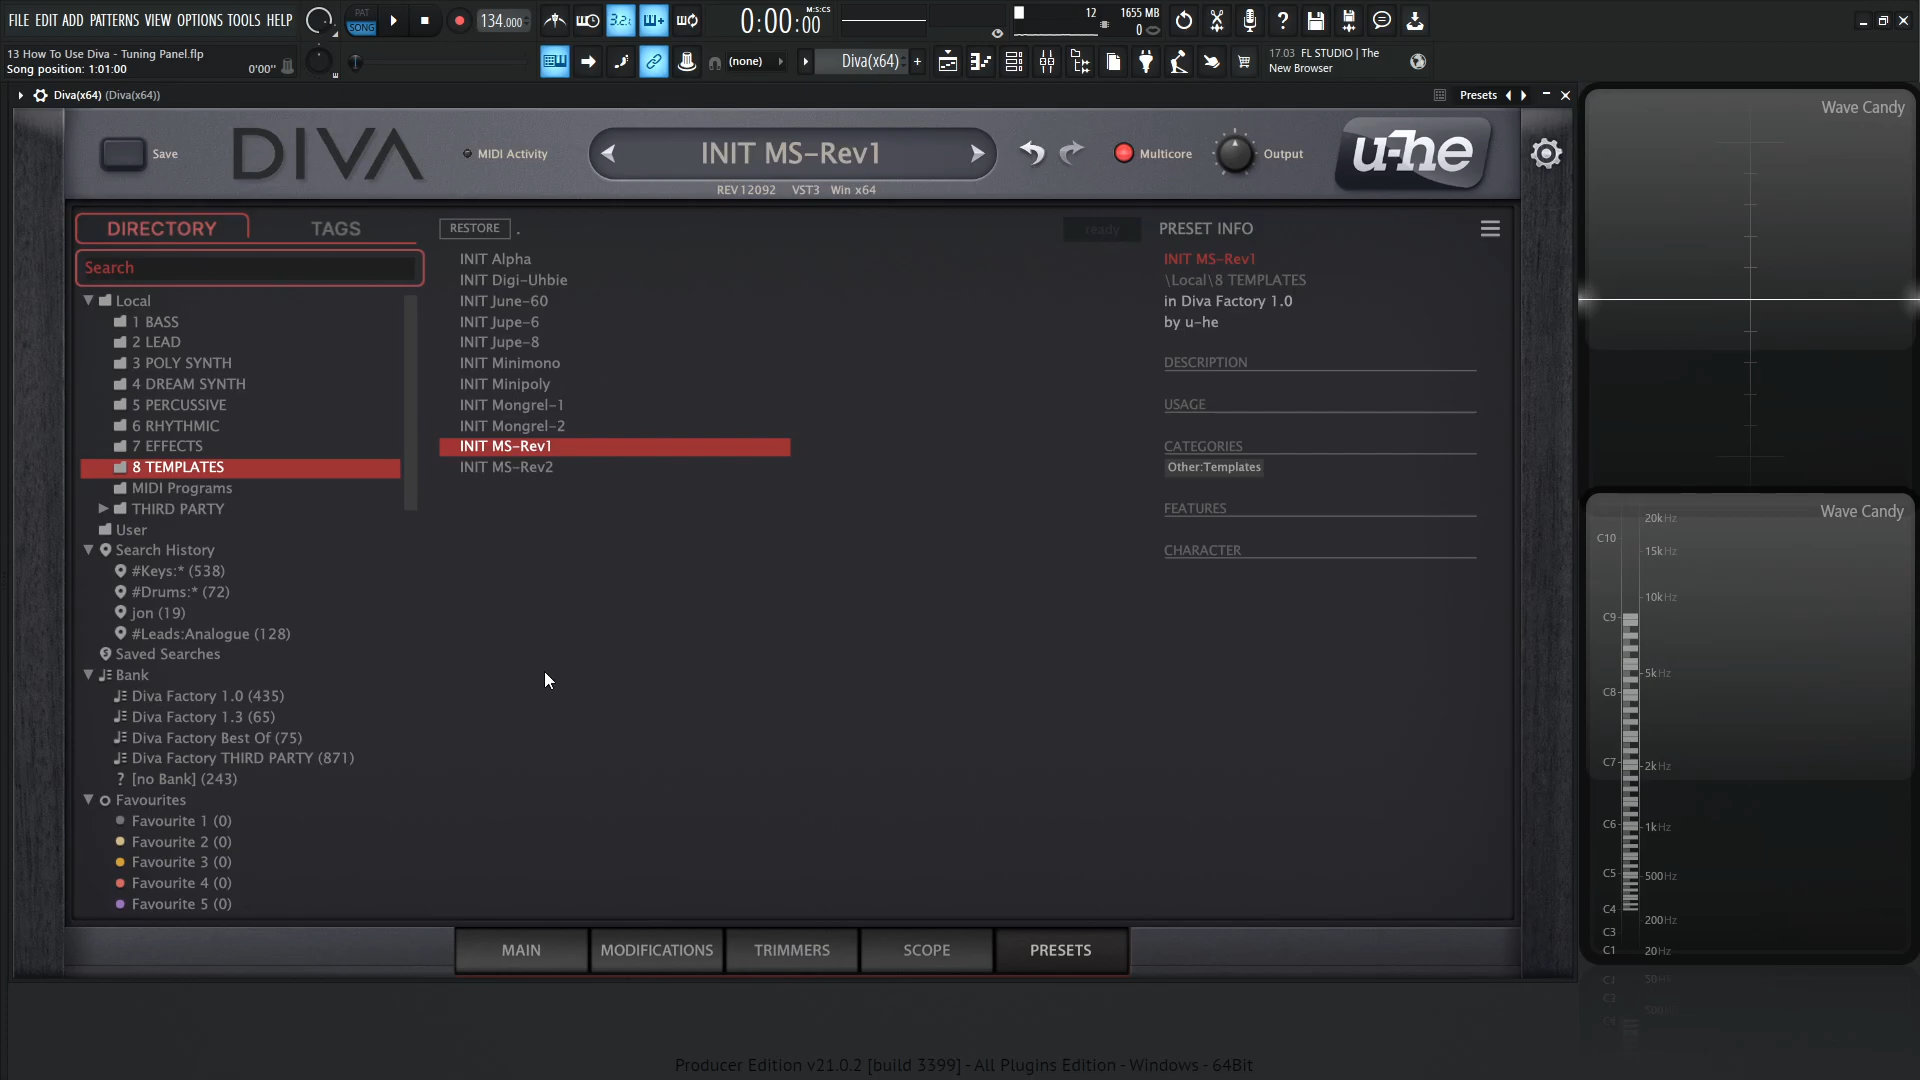 FILE EDIT ADD PATTERNS VIEW OPTIONS TOOLS HELP
PAT
SONG
134.000
3.2.
0:00:00
M:S:CS
12
1655 MB
0
13 How To Use Diva - Tuning Panel.flp
Song position: 1:01:00
0'00"
(none)
Diva(x64)
17.03 FL STUDIO | The
New Browser
Diva(x64) (Diva(x64))
Presets
Save
DIVA
MIDI Activity
INIT MS-Rev1
REV12092 VST3 Win x64
Multicore
Output
u-he
DIRECTORY
TAGS
Search
Local
1 BASS
2 LEAD
3 POLY SYNTH
4 DREAM SYNTH
5 PERCUSSIVE
6 RHYTHMIC
7 EFFECTS
8 TEMPLATES
MIDI Programs
THIRD PARTY
User
Search History
#Keys:* (538)
#Drums:* (72)
jon (19)
#Leads:Analogue (128)
Saved Searches
Bank
Diva Factory 1.0 (435)
Diva Factory 1.3 (65)
Diva Factory Best Of (75)
Diva Factory THIRD PARTY (871)
? [no Bank] (243)
Favourites
Favourite 1 (0)
Favourite 2 (0)
Favourite 3 (0)
Favourite 4 (0)
Favourite 5 (0)
RESTORE .
ready
INIT Alpha
INIT Digi-Uhbie
INIT June-60
INIT Jupe-6
INIT Jupe-8
INIT Minimono
INIT Minipoly
INIT Mongrel-1
INIT Mongrel-2
INIT MS-Rev1
INIT MS-Rev2
PRESET INFO
INIT MS-Rev1
\Local\8 TEMPLATES
in Diva Factory 1.0
by u-he
DESCRIPTION
USAGE
CATEGORIES
Other:Templates
FEATURES
CHARACTER
MAIN
MODIFICATIONS
TRIMMERS
SCOPE
PRESETS
Wave Candy
Wave Candy
20kHz
C10
15kHz
10kHz
C9
5kHz
C8
C7
2kHz
C6
1kHz
C5
500Hz
C4
200Hz
C3
C1
20Hz
Producer Edition v21.0.2 [build 3399] - All Plugins Edition - Windows - 64Bit